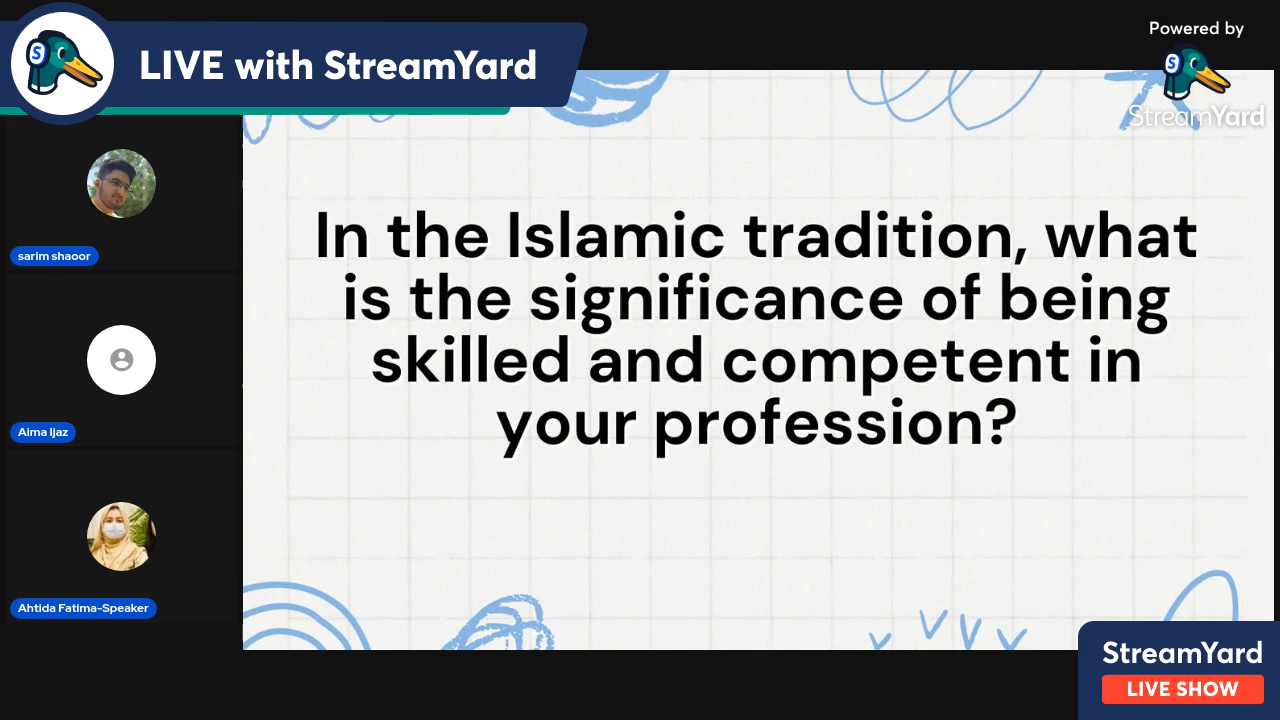 LIVE with StreamYard
Powered by
S
StreamYard
sarim shaoor
Aima Ijaz
Ahtida Fatima-Speaker
In the Islamic tradition, what
is the significance of being
skilled and competent in
your profession?
StreamYard
LIVE SHOW